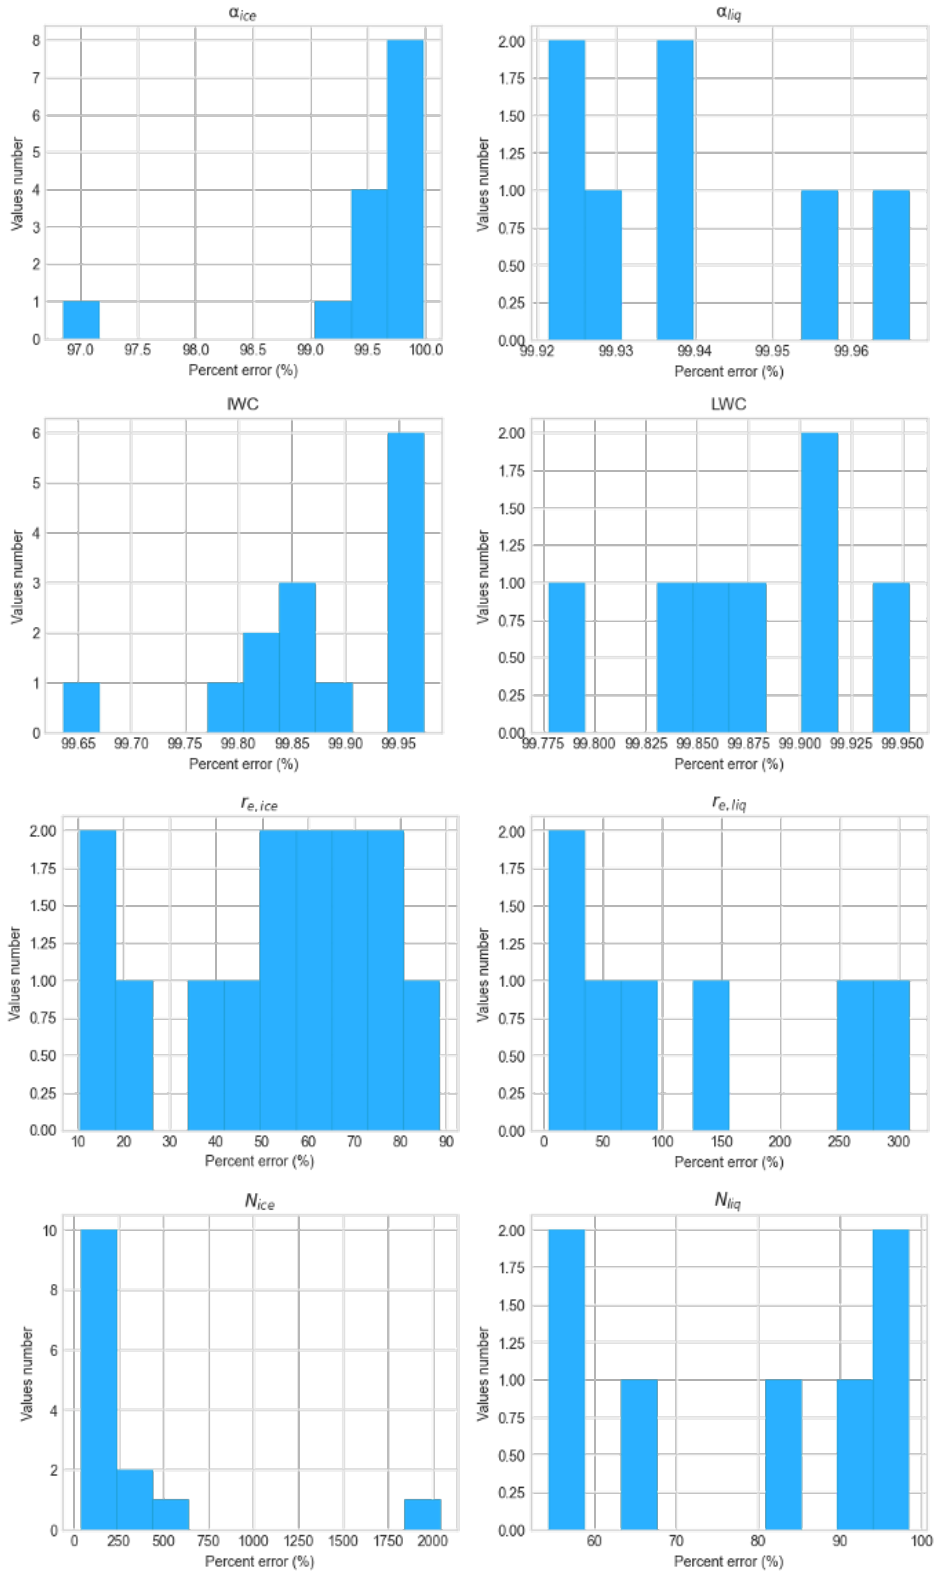 α_ice
8
7
6
5
4
3
2
1
0
Values number
97.0 97.5 98.0 98.5 99.0 99.5 100.0
Percent error (%)
α_liq
2.00
1.75
1.50
1.25
1.00
0.75
0.50
0.25
0.00
Values number
99.92 99.93 99.94 99.95 99.96
Percent error (%)
IWC
6
5
4
3
2
1
0
Values number
99.65 99.70 99.75 99.80 99.85 99.90 99.95
Percent error (%)
LWC
2.00
1.75
1.50
1.25
1.00
0.75
0.50
0.25
0.00
Values number
99.775 99.800 99.825 99.850 99.875 99.900 99.925 99.950
Percent error (%)
r_e, ice
2.00
1.75
1.50
1.25
1.00
0.75
0.50
0.25
0.00
Values number
10 20 30 40 50 60 70 80 90
Percent error (%)
r_e, liq
2.00
1.75
1.50
1.25
1.00
0.75
0.50
0.25
0.00
Values number
0 50 100 150 200 250 300
Percent error (%)
N_ice
10
8
6
4
2
0
Values number
0 250 500 750 1000 1250 1500 1750 2000
Percent error (%)
N_liq
2.00
1.75
1.50
1.25
1.00
0.75
0.50
0.25
0.00
Values number
60 70 80 90 100
Percent error (%)